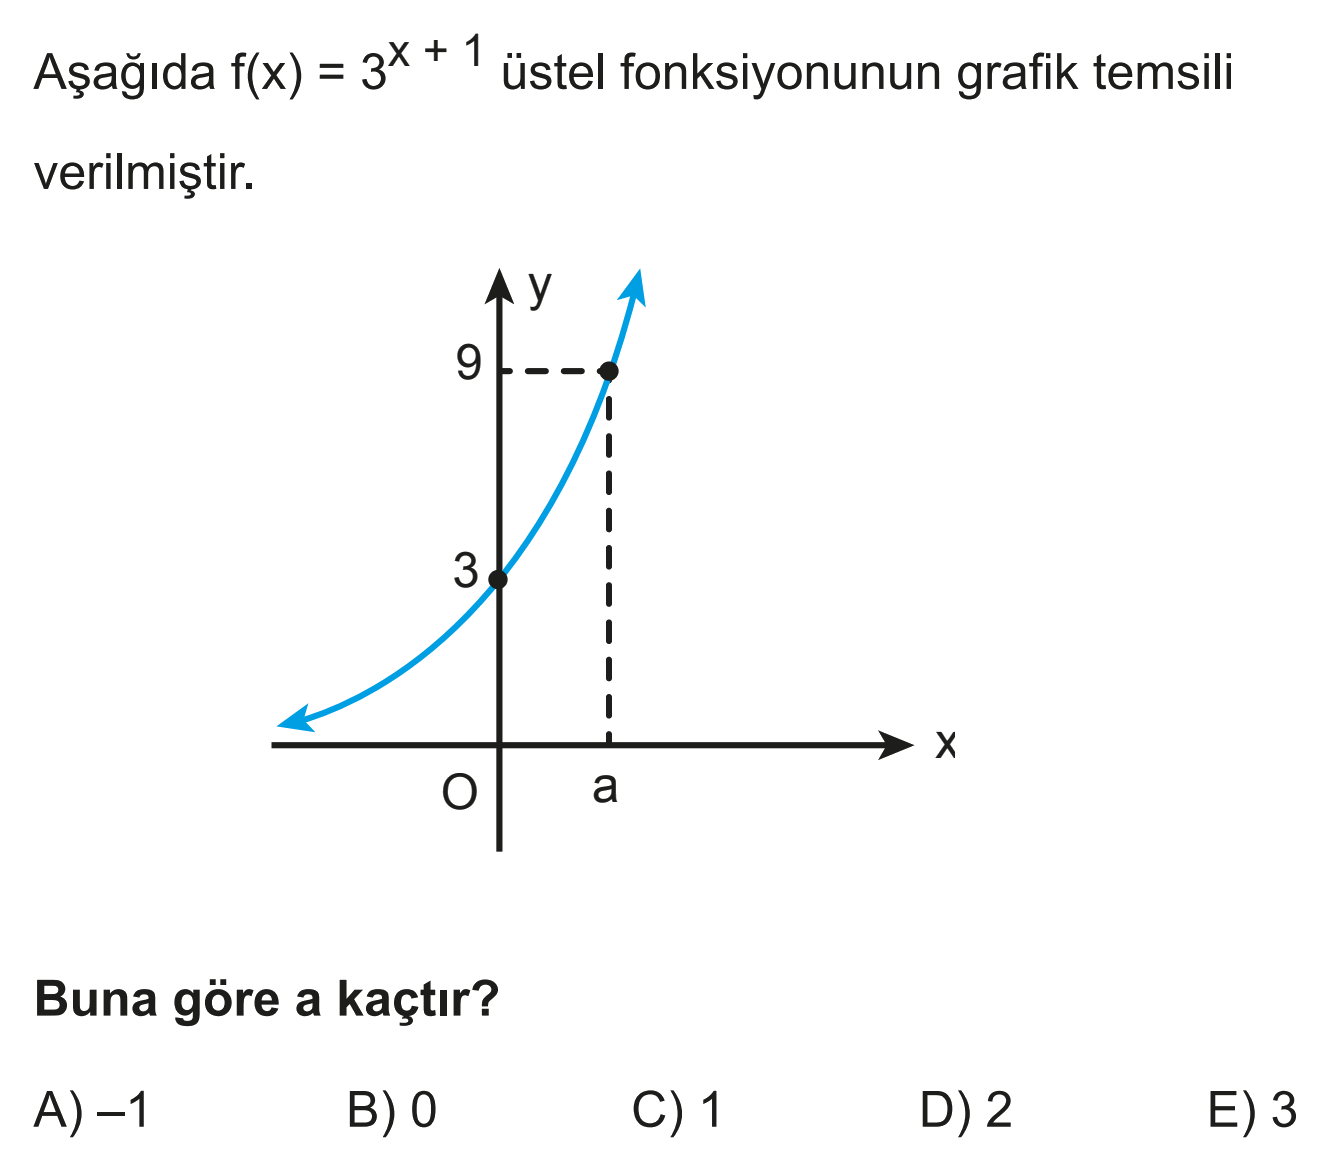 Aşağıda f(x) = 3^{x + 1} üstel fonksiyonunun grafik temsili
verilmiştir.
y
9
3
x
O
a
Buna göre a kaçtır?
A) –1 B) 0 C) 1 D) 2 E) 3